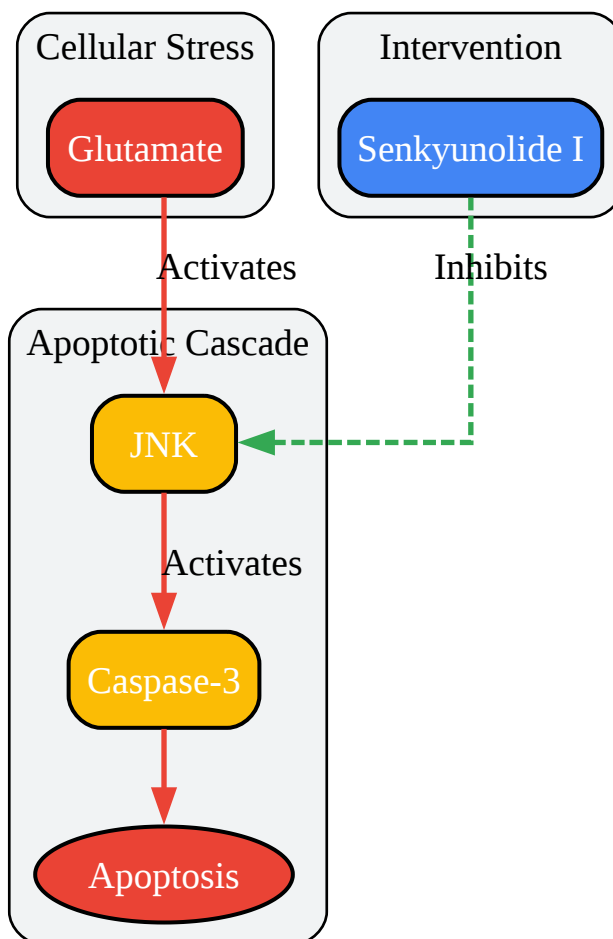 Cellular Stress
Intervention
Glutamate
Senkyunolide I
Activates
Inhibits
Apoptotic Cascade
JNK
Activates
Caspase-3
Apoptosis